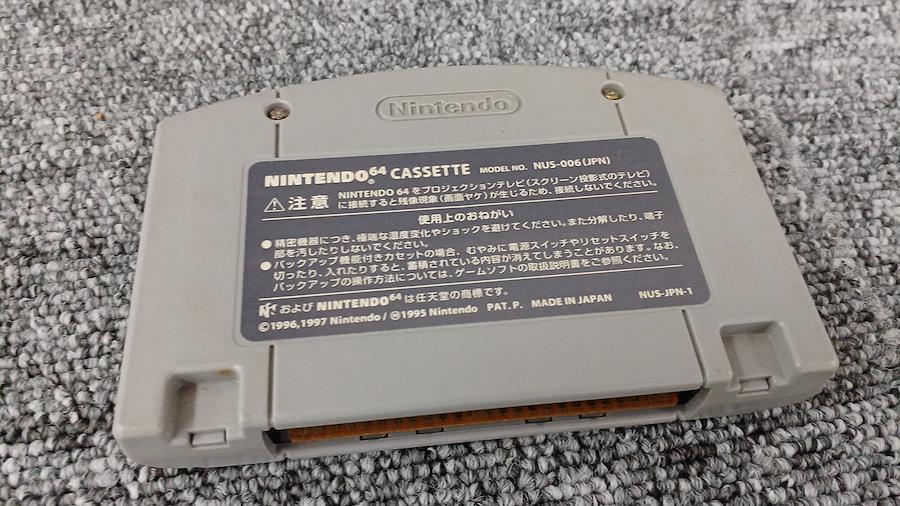 Nintendo
NINTENDO64 CASSETTE MODEL NO. NUS-006(JPN)
⚠注意 NINTENDO 64 をプロジェクションテレビ(スクリーン投影式のテレビ)
に接続すると残像現象(画面ヤケ)が生じるため、接続しないでください。
使用上のおねがい
●精密機器につき、極端な温度変化やショックを避けてください。また分解したり、端子
部を汚したりしないでください。
●バックアップ機能付きカセットの場合、むやみに電源スイッチやリセットスイッチを
切ったり、入れたりすると、蓄積されている内容が消えてしまうことがあります。なお、
バックアップの操作方法については、ゲームソフトの取扱説明書をご参照ください。
および NINTENDO64 は任天堂の商標です。
©1996,1997 Nintendo / Ⓜ1995 Nintendo PAT. P. MADE IN JAPAN NUS-JPN-1